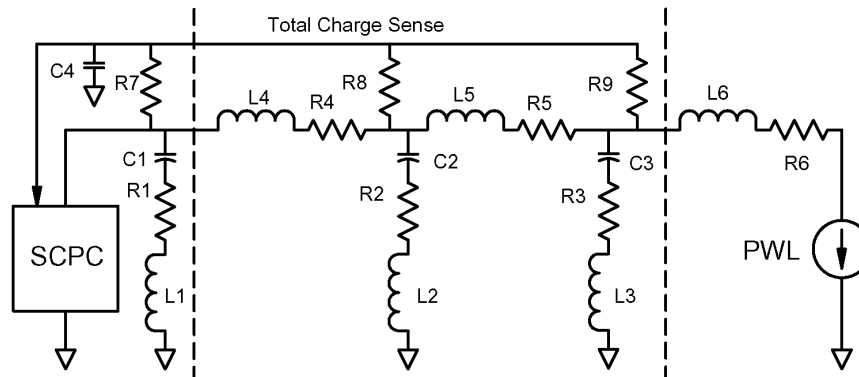 Total Charge Sense
C4
R7
R8
R9
L4
R4
L5
R5
L6
R6
C1
C2
C3
R1
R2
R3
SCPC
PWL
L1
L2
L3